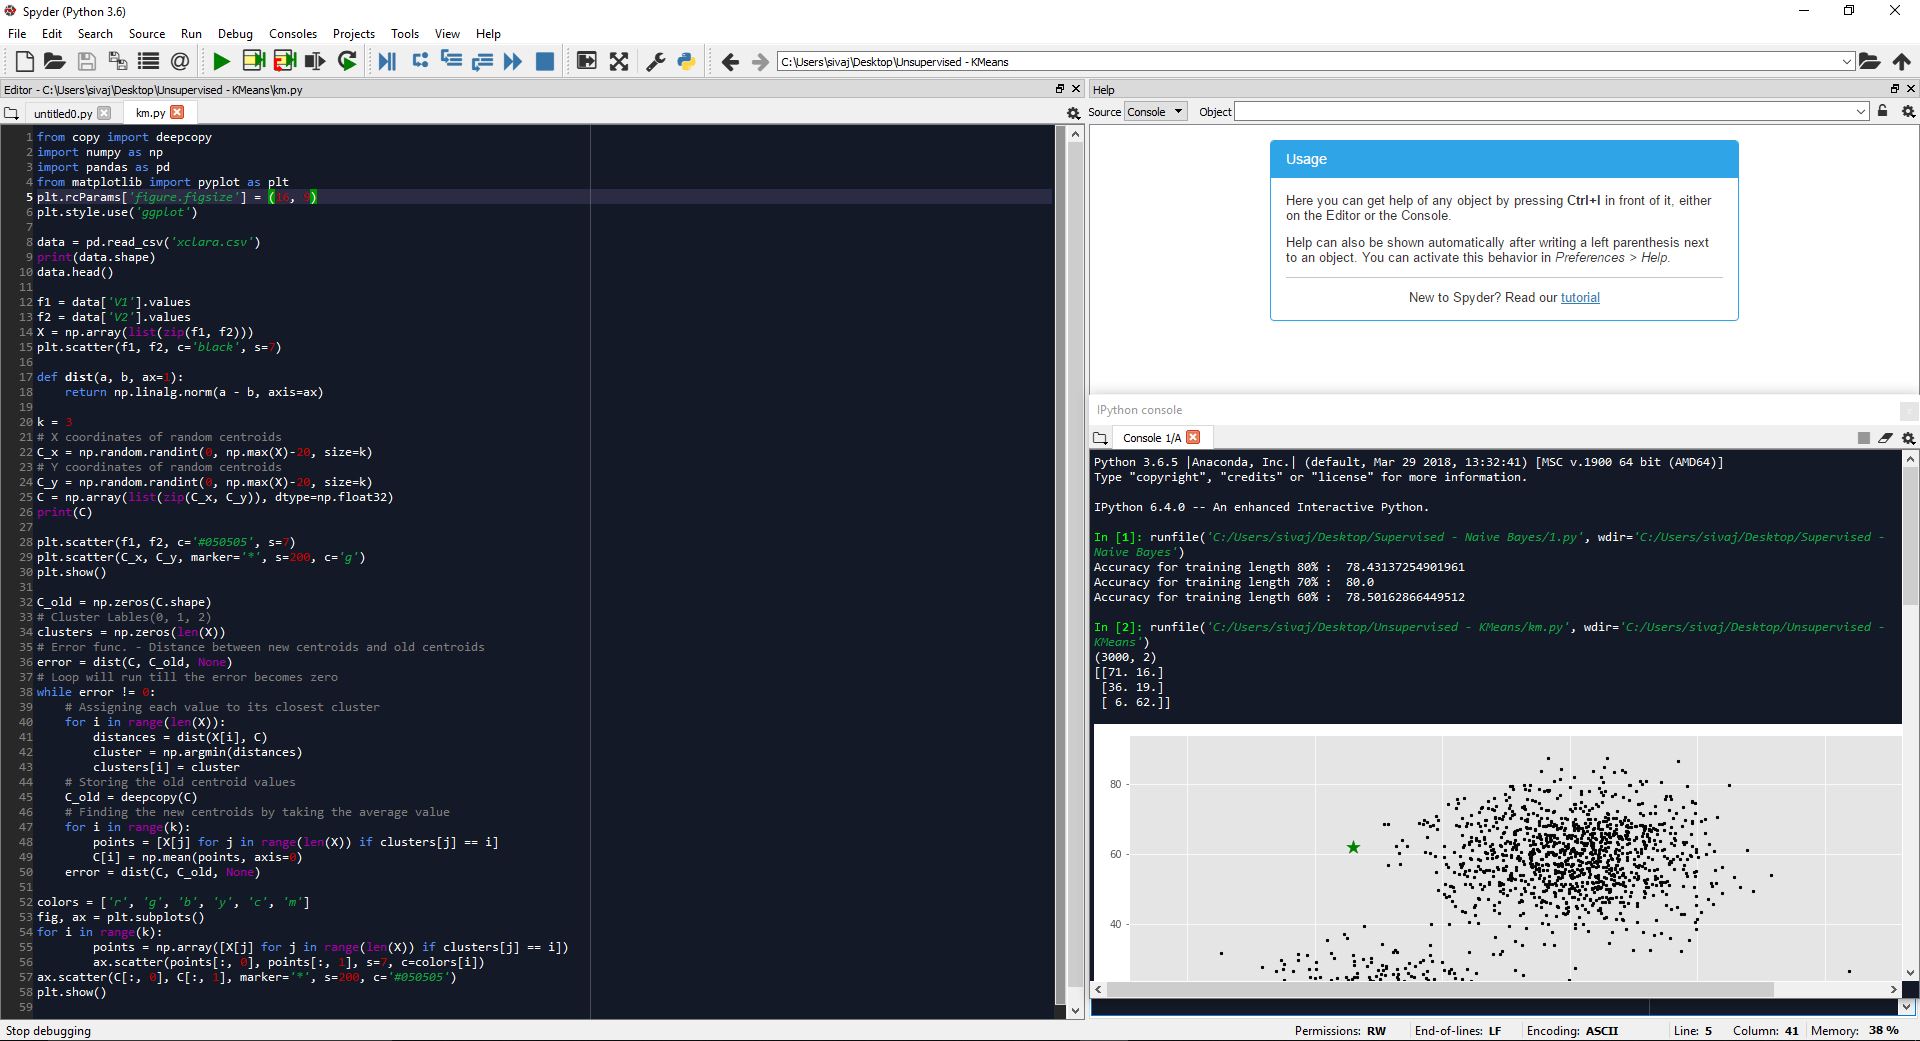 Spyder (Python 3.6)
File Edit Search Source Run Debug Consoles Projects Tools View Help
C:\Users\sivaj\Desktop\Unsupervised - KMeans
Editor - C:\Users\sivaj\Desktop\Unsupervised - KMeans\km.py
untitled0.py km.py
1 from copy import deepcopy
2 import numpy as np
3 import pandas as pd
4 from matplotlib import pyplot as plt
5 plt.rcParams['figure.figsize'] = (16, 9)
6 plt.style.use('ggplot')
7
8 data = pd.read_csv('xclara.csv')
9 print(data.shape)
10 data.head()
11
12 f1 = data['V1'].values
13 f2 = data['V2'].values
14 X = np.array(list(zip(f1, f2)))
15 plt.scatter(f1, f2, c='black', s=7)
16
17 def dist(a, b, ax=1):
18     return np.linalg.norm(a - b, axis=ax)
19
20 k = 3
21 # X coordinates of random centroids
22 C_x = np.random.randint(0, np.max(X)-20, size=k)
23 # Y coordinates of random centroids
24 C_y = np.random.randint(0, np.max(X)-20, size=k)
25 C = np.array(list(zip(C_x, C_y)), dtype=np.float32)
26 print(C)
27
28 plt.scatter(f1, f2, c='#050505', s=7)
29 plt.scatter(C_x, C_y, marker='*', s=200, c='g')
30 plt.show()
31
32 C_old = np.zeros(C.shape)
33 # Cluster Lables(0, 1, 2)
34 clusters = np.zeros(len(X))
35 # Error func. - Distance between new centroids and old centroids
36 error = dist(C, C_old, None)
37 # Loop will run till the error becomes zero
38 while error != 0:
39     # Assigning each value to its closest cluster
40     for i in range(len(X)):
41         distances = dist(X[i], C)
42         cluster = np.argmin(distances)
43         clusters[i] = cluster
44     # Storing the old centroid values
45     C_old = deepcopy(C)
46     # Finding the new centroids by taking the average value
47     for i in range(k):
48         points = [X[j] for j in range(len(X)) if clusters[j] == i]
49         C[i] = np.mean(points, axis=0)
50     error = dist(C, C_old, None)
51
52 colors = ['r', 'g', 'b', 'y', 'c', 'm']
53 fig, ax = plt.subplots()
54 for i in range(k):
55         points = np.array([X[j] for j in range(len(X)) if clusters[j] == i])
56         ax.scatter(points[:, 0], points[:, 1], s=7, c=colors[i])
57 ax.scatter(C[:, 0], C[:, 1], marker='*', s=200, c='#050505')
58 plt.show()
59
Help
Source Console Object
Usage
Here you can get help of any object by pressing Ctrl+I in front of it, either
on the Editor or the Console.
Help can also be shown automatically after writing a left parenthesis next
to an object. You can activate this behavior in Preferences > Help.
New to Spyder? Read our tutorial
IPython console
Console 1/A
Python 3.6.5 |Anaconda, Inc.| (default, Mar 29 2018, 13:32:41) [MSC v.1900 64 bit (AMD64)]
Type "copyright", "credits" or "license" for more information.
IPython 6.4.0 -- An enhanced Interactive Python.
In [1]: runfile('C:/Users/sivaj/Desktop/Supervised - Naive Bayes/1.py', wdir='C:/Users/sivaj/Desktop/Supervised -
Naive Bayes')
Accuracy for training length 80% :  78.43137254901961
Accuracy for training length 70% :  80.0
Accuracy for training length 60% :  78.50162866449512
In [2]: runfile('C:/Users/sivaj/Desktop/Unsupervised - KMeans/km.py', wdir='C:/Users/sivaj/Desktop/Unsupervised -
KMeans')
(3000, 2)
[[71. 16.]
 [36. 19.]
 [ 6. 62.]]
80
60
40
Stop debugging
Permissions: RW End-of-lines: LF Encoding: ASCII Line: 5 Column: 41 Memory: 38 %